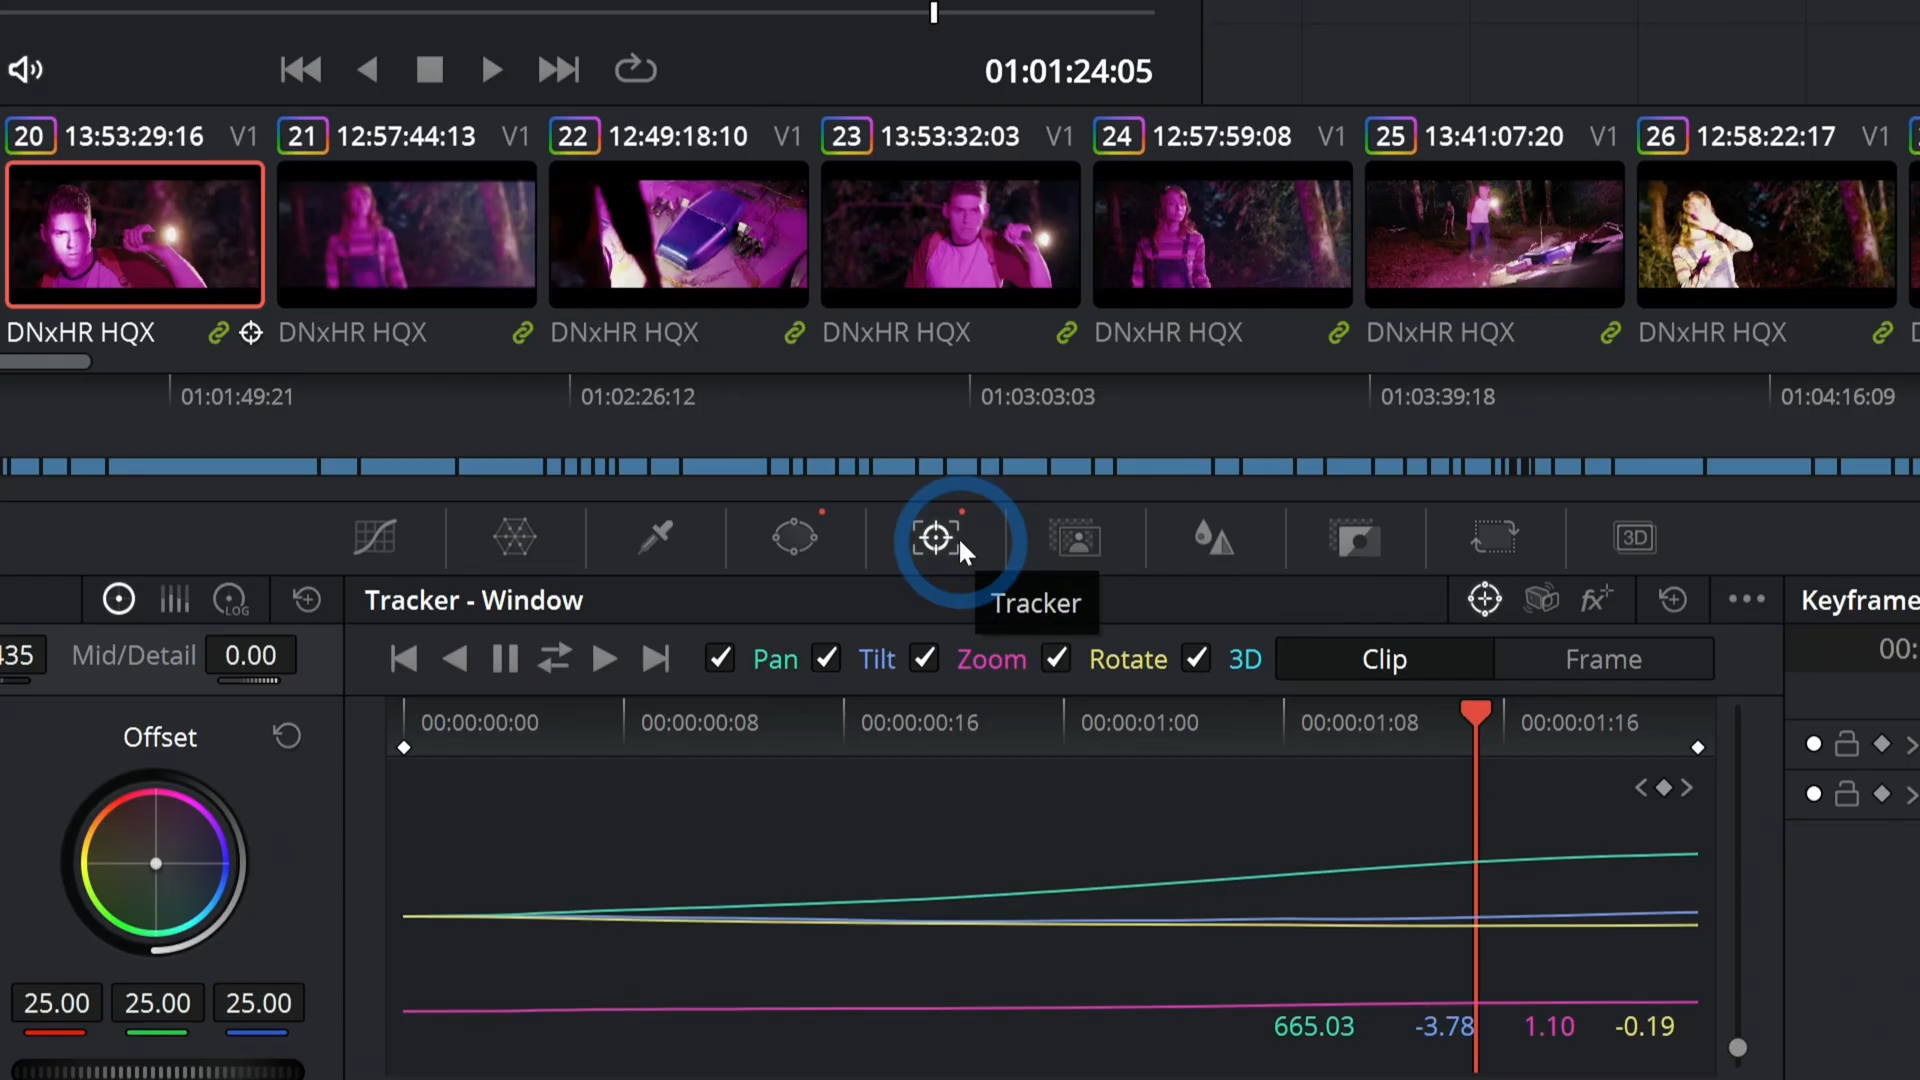 01:01:24:05
20 13:53:29:16 V1 21 12:57:44:13 V1 22 12:49:18:10 V1 23 13:53:32:03 V1 24 12:57:59:08 V1 25 13:41:07:20 V1 26 12:58:22:17 V1
DNxHR HQX DNxHR HQX DNxHR HQX DNxHR HQX DNxHR HQX DNxHR HQX DNxHR HQX
01:01:49:21 01:02:26:12 01:03:03:03 01:03:39:18 01:04:16:09
3D
LOG Tracker - Window Tracker fx Keyframe
435 Mid/Detail 0.00 Pan Tilt Zoom Rotate 3D Clip Frame 00:
Offset 00:00:00:00 00:00:00:08 00:00:00:16 00:00:01:00 00:00:01:08 00:00:01:16
25.00 25.00 25.00 665.03 -3.78 1.10 -0.19